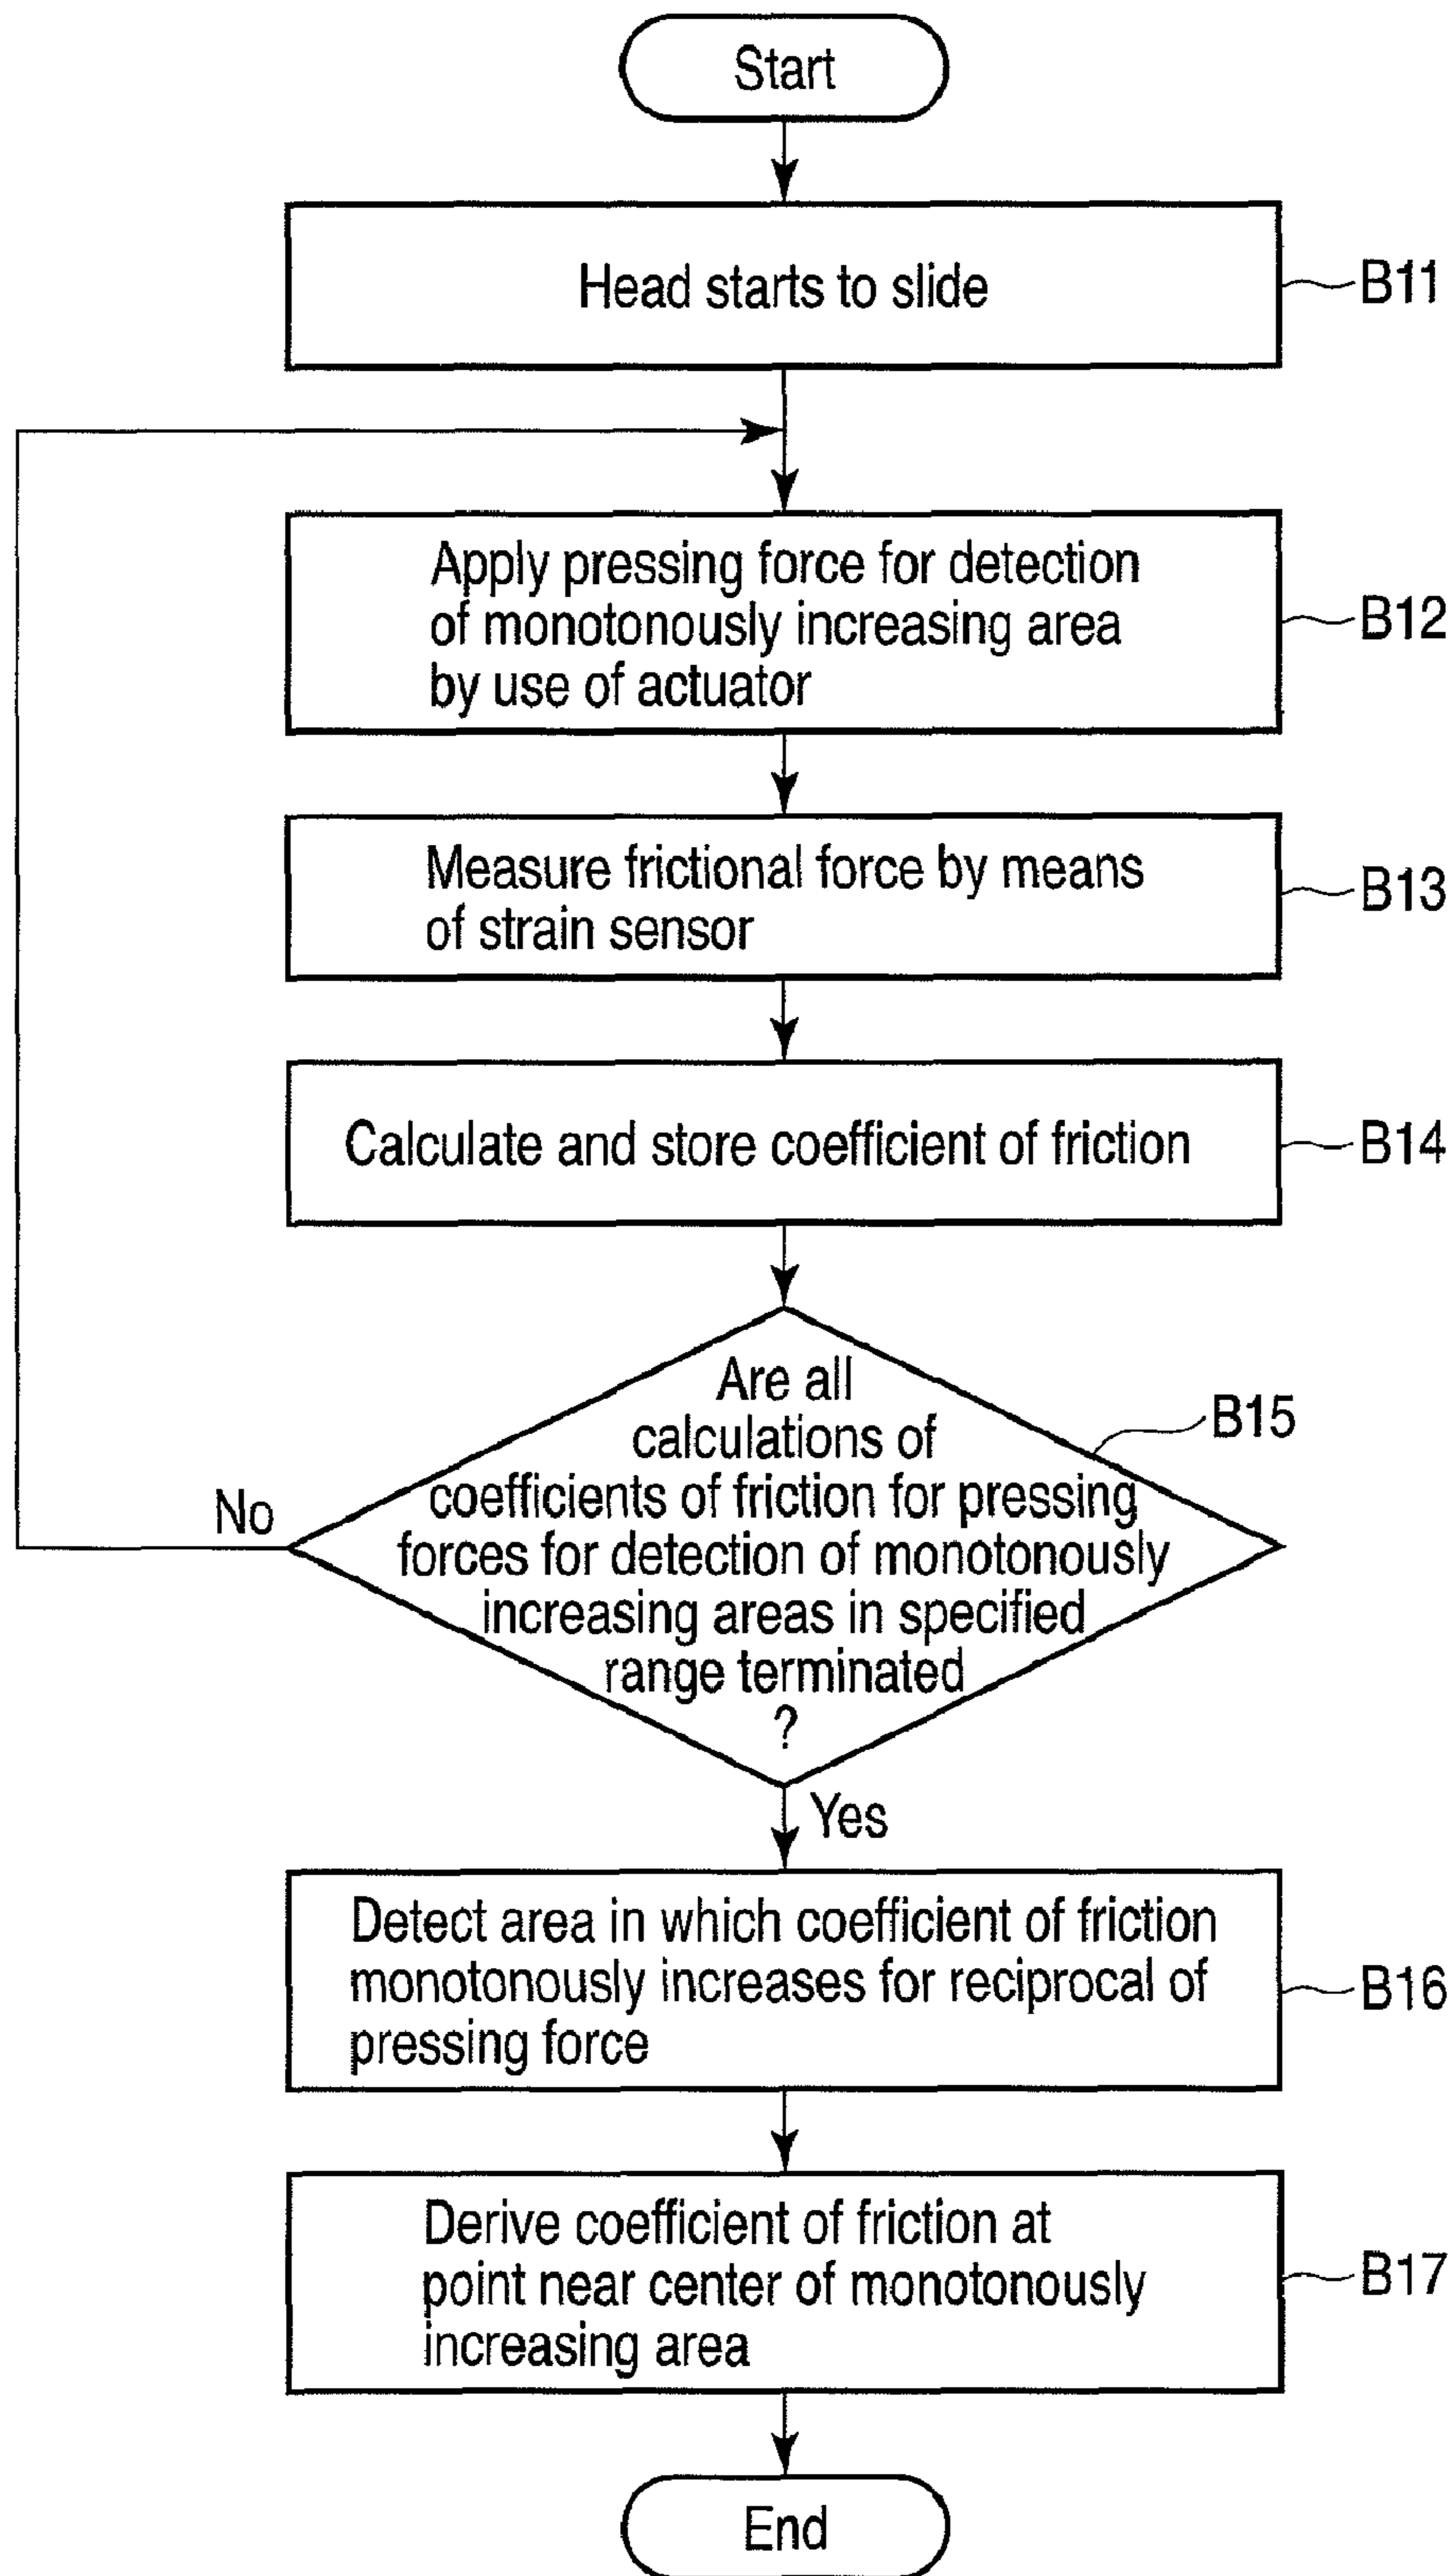 Start
Head starts to slide
B11
Apply pressing force for detection
of monotonously increasing area
by use of actuator
B12
Measure frictional force by means
of strain sensor
B13
Calculate and store coefficient of friction
B14
Are all
calculations of
coefficients of friction for pressing
forces for detection of monotonously
increasing areas in specified
range terminated
?
B15
No
Yes
Detect area in which coefficient of friction
monotonously increases for reciprocal of
pressing force
B16
Derive coefficient of friction at
point near center of monotonously
increasing area
B17
End